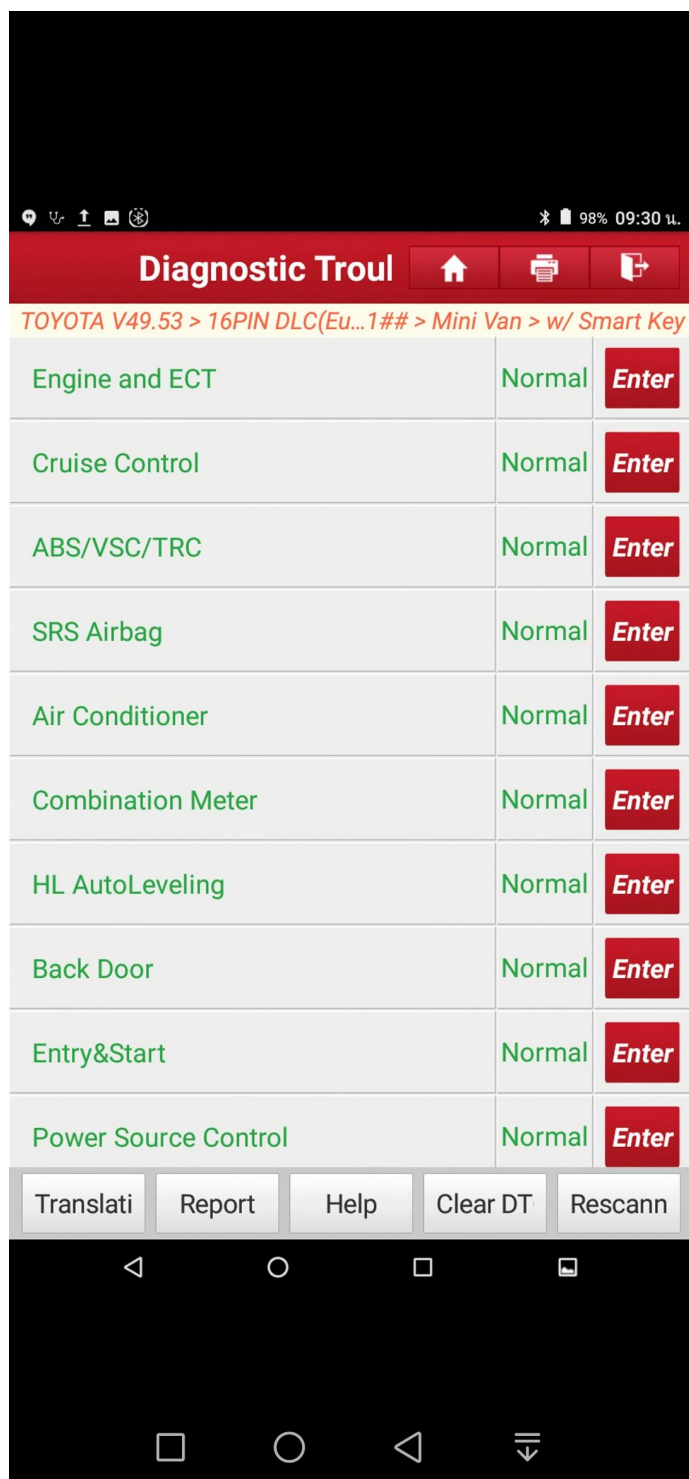 98% 09:30 น.
Diagnostic Troul
TOYOTA V49.53 > 16PIN DLC(Eu...1## > Mini Van > w/ Smart Key
Engine and ECT Normal Enter
Cruise Control Normal Enter
ABS/VSC/TRC Normal Enter
SRS Airbag Normal Enter
Air Conditioner Normal Enter
Combination Meter Normal Enter
HL AutoLeveling Normal Enter
Back Door Normal Enter
Entry&Start Normal Enter
Power Source Control Normal Enter
Translati Report Help Clear DT Rescann